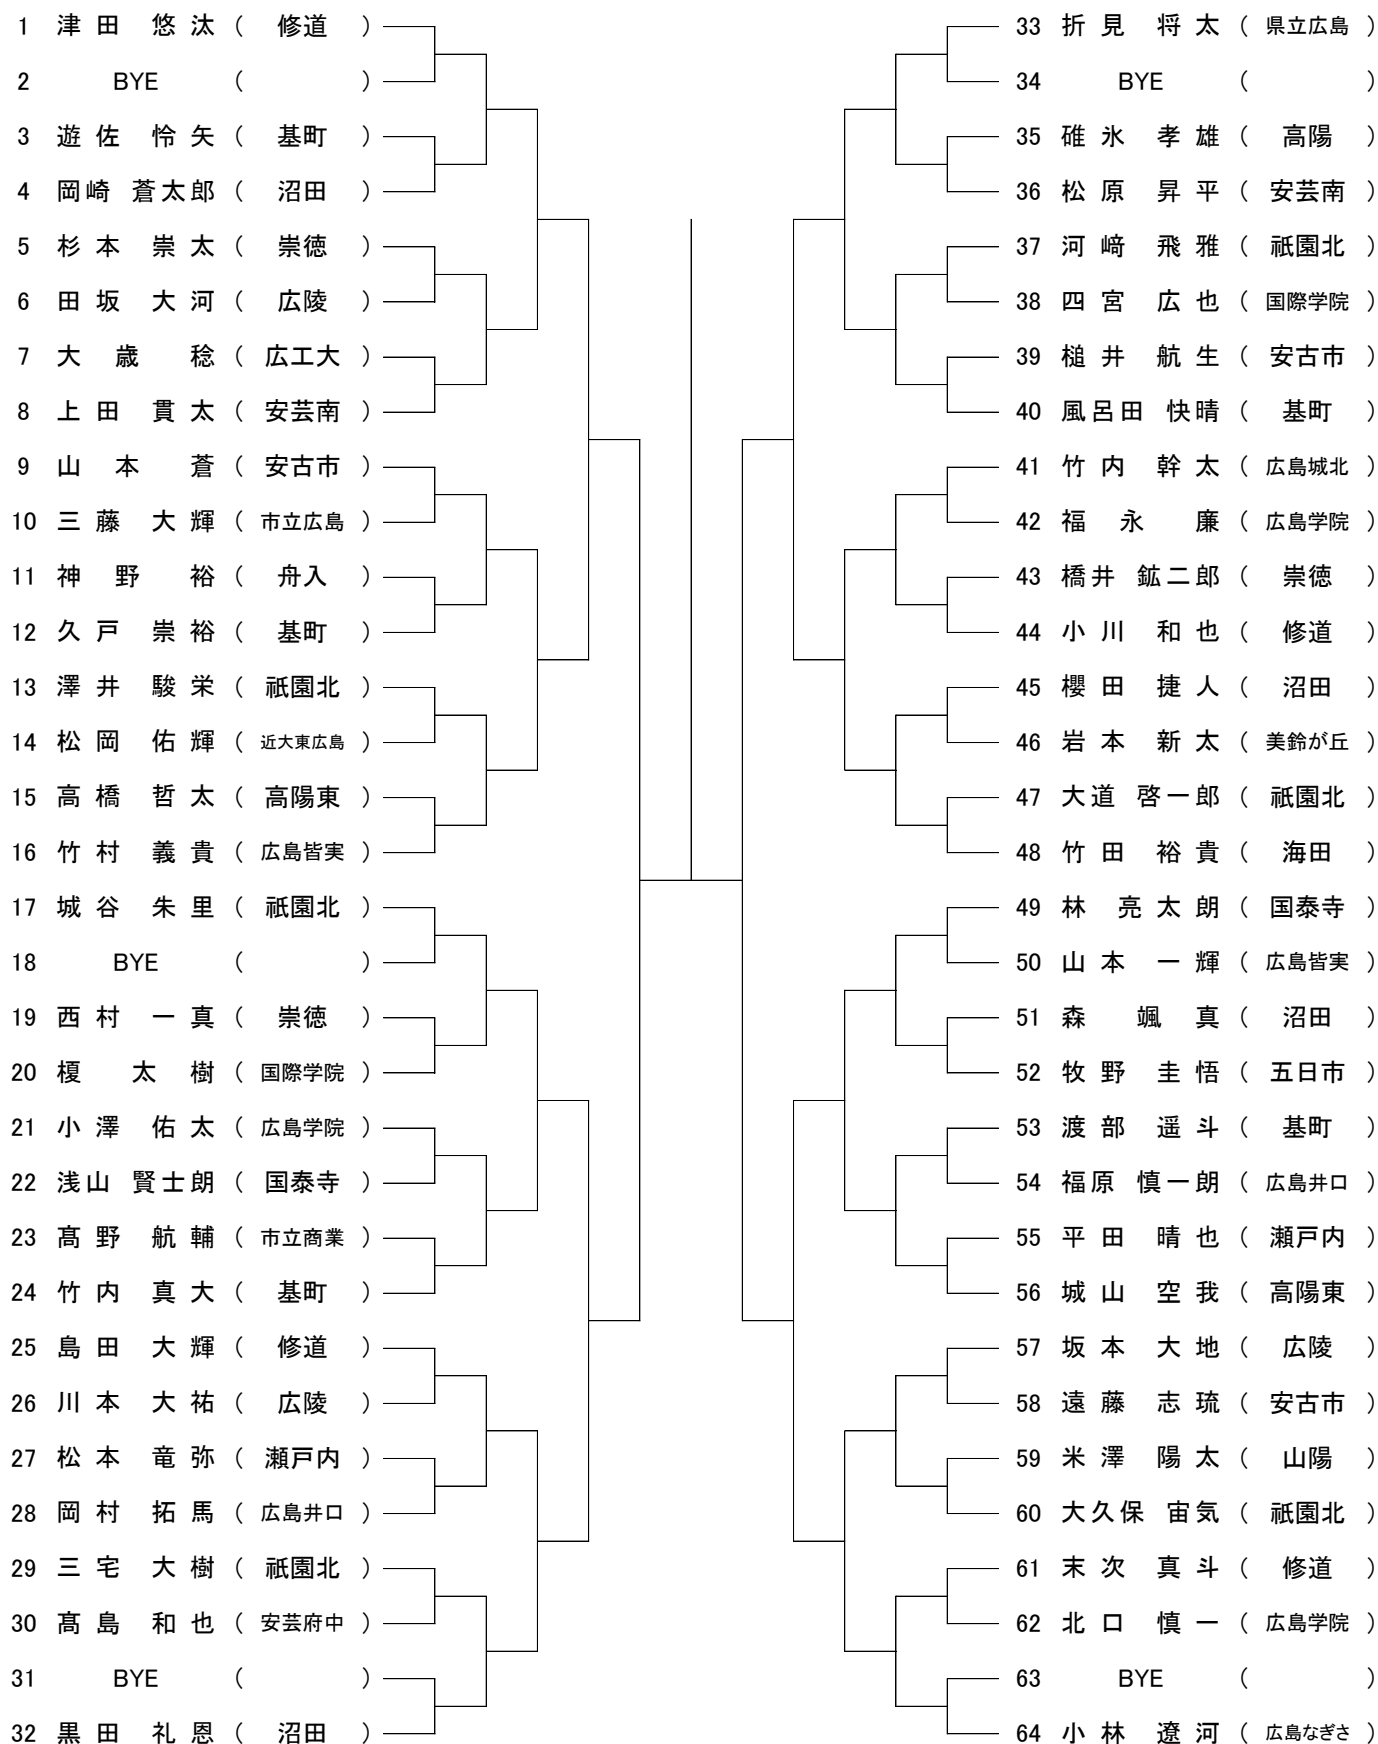 1 津田 悠汰 ( 修道 )
2 BYE ( )
3 遊佐 怜矢 ( 基町 )
4 岡崎 蒼太郎 ( 沼田 )
5 杉本 崇太 ( 崇徳 )
6 田坂 大河 ( 広陵 )
7 大歳 稔 ( 広工大 )
8 上田 貫太 ( 安芸南 )
9 山本 蒼 ( 安古市 )
10 三藤 大輝 ( 市立広島 )
11 神野 裕 ( 舟入 )
12 久戸 崇裕 ( 基町 )
13 澤井 駿栄 ( 祇園北 )
14 松岡 佑輝 ( 近大東広島 )
15 高橋 哲太 ( 高陽東 )
16 竹村 義貴 ( 広島皆実 )
17 城谷 朱里 ( 祇園北 )
18 BYE ( )
19 西村 一真 ( 崇徳 )
20 榎 太樹 ( 国際学院 )
21 小澤 佑太 ( 広島学院 )
22 浅山 賢士朗 ( 国泰寺 )
23 髙野 航輔 ( 市立商業 )
24 竹内 真大 ( 基町 )
25 島田 大輝 ( 修道 )
26 川本 大祐 ( 広陵 )
27 松本 竜弥 ( 瀬戸内 )
28 岡村 拓馬 ( 広島井口 )
29 三宅 大樹 ( 祇園北 )
30 髙島 和也 ( 安芸府中 )
31 BYE ( )
32 黒田 礼恩 ( 沼田 )
33 折見 将太 ( 県立広島 )
34 BYE ( )
35 碓氷 孝雄 ( 高陽 )
36 松原 昇平 ( 安芸南 )
37 河﨑 飛雅 ( 祇園北 )
38 四宮 広也 ( 国際学院 )
39 槌井 航生 ( 安古市 )
40 風呂田 快晴 ( 基町 )
41 竹内 幹太 ( 広島城北 )
42 福永 廉 ( 広島学院 )
43 橋井 鉱二郎 ( 崇徳 )
44 小川 和也 ( 修道 )
45 櫻田 捷人 ( 沼田 )
46 岩本 新太 ( 美鈴が丘 )
47 大道 啓一郎 ( 祇園北 )
48 竹田 裕貴 ( 海田 )
49 林 亮太朗 ( 国泰寺 )
50 山本 一輝 ( 広島皆実 )
51 森 颯真 ( 沼田 )
52 牧野 圭悟 ( 五日市 )
53 渡部 遥斗 ( 基町 )
54 福原 慎一朗 ( 広島井口 )
55 平田 晴也 ( 瀬戸内 )
56 城山 空我 ( 高陽東 )
57 坂本 大地 ( 広陵 )
58 遠藤 志琉 ( 安古市 )
59 米澤 陽太 ( 山陽 )
60 大久保 宙気 ( 祇園北 )
61 末次 真斗 ( 修道 )
62 北口 慎一 ( 広島学院 )
63 BYE ( )
64 小林 遼河 ( 広島なぎさ )